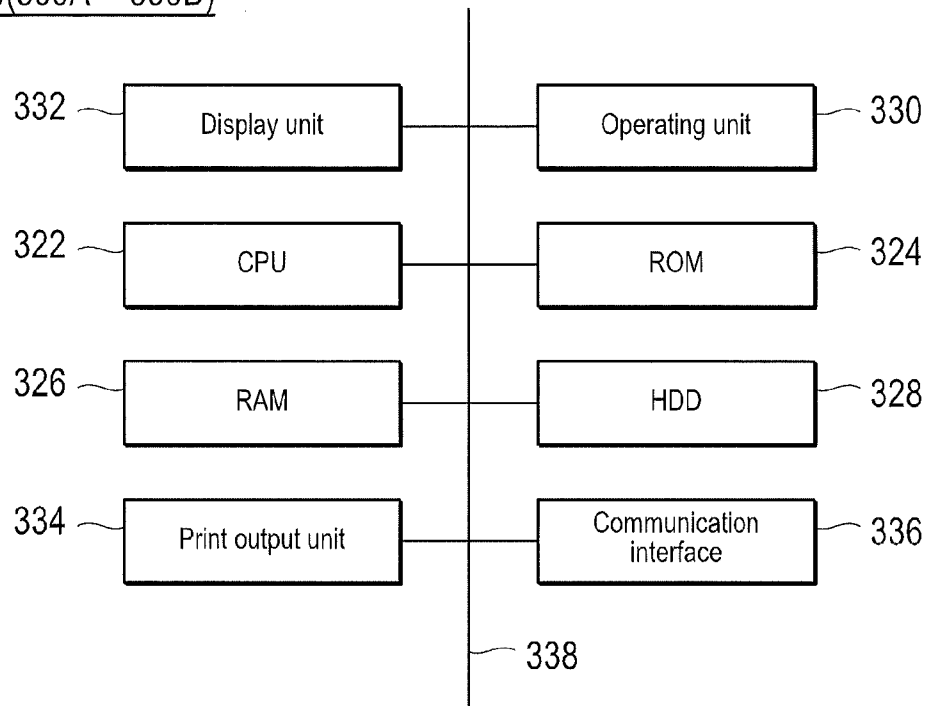 332 Display unit Operating unit 330
322 CPU ROM 324
326 RAM HDD 328
334 Print output unit Communication interface 336
338